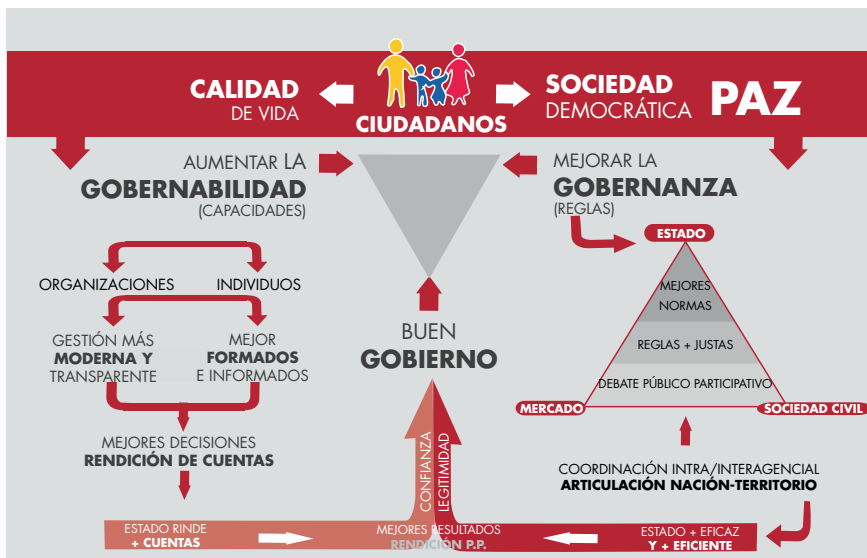 CALIDAD
DE VIDA
CIUDADANOS
SOCIEDAD
DEMOCRÁTICA
PAZ
AUMENTAR LA
GOBERNABILIDAD
(CAPACIDADES)
MEJORAR LA
GOBERNANZA
(REGLAS)
ORGANIZACIONES
INDIVIDUOS
GESTIÓN MÁS
MODERNA Y
TRANSPARENTE
MEJOR
FORMADOS
E INFORMADOS
MEJORES DECISIONES
RENDICIÓN DE CUENTAS
ESTADO RINDE
+ CUENTAS
BUEN
GOBIERNO
CONFIANZA
LEGITIMIDAD
MEJORES RESULTADOS
RENDICIÓN P.P.
ESTADO
MEJORES
NORMAS
REGLAS + JUSTAS
DEBATE PÚBLICO PARTICIPATIVO
MERCADO
SOCIEDAD CIVIL
COORDINACIÓN INTRA/INTERAGENCIAL
ARTICULACIÓN NACIÓN-TERRITORIO
ESTADO + EFICAZ
Y + EFICIENTE